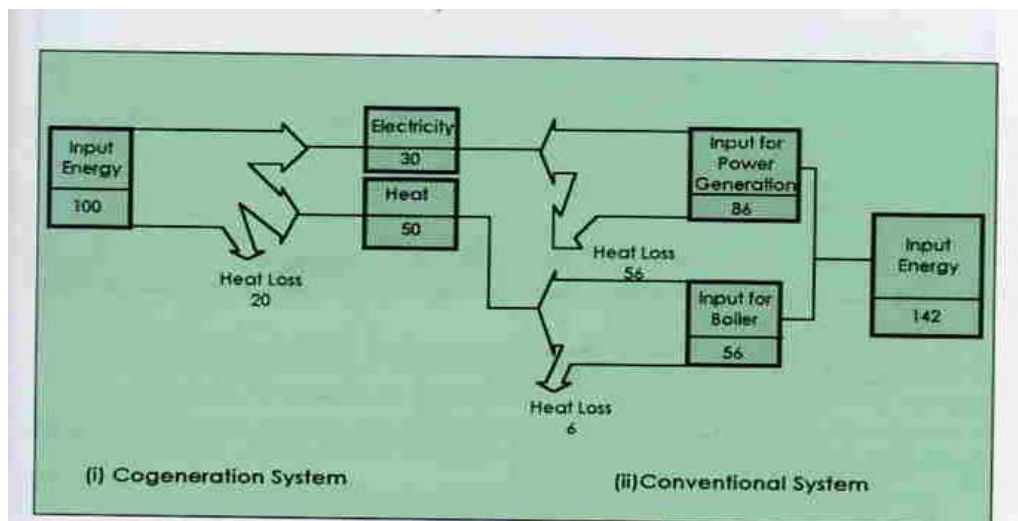 Input
Energy
100
Heat Loss
20
Electricity
30
Heat
50
Heat Loss
56
Heat Loss
6
Input for
Power
Generation
86
Input for
Boiler
56
Input
Energy
142
(i) Cogeneration System
(ii)Conventional System